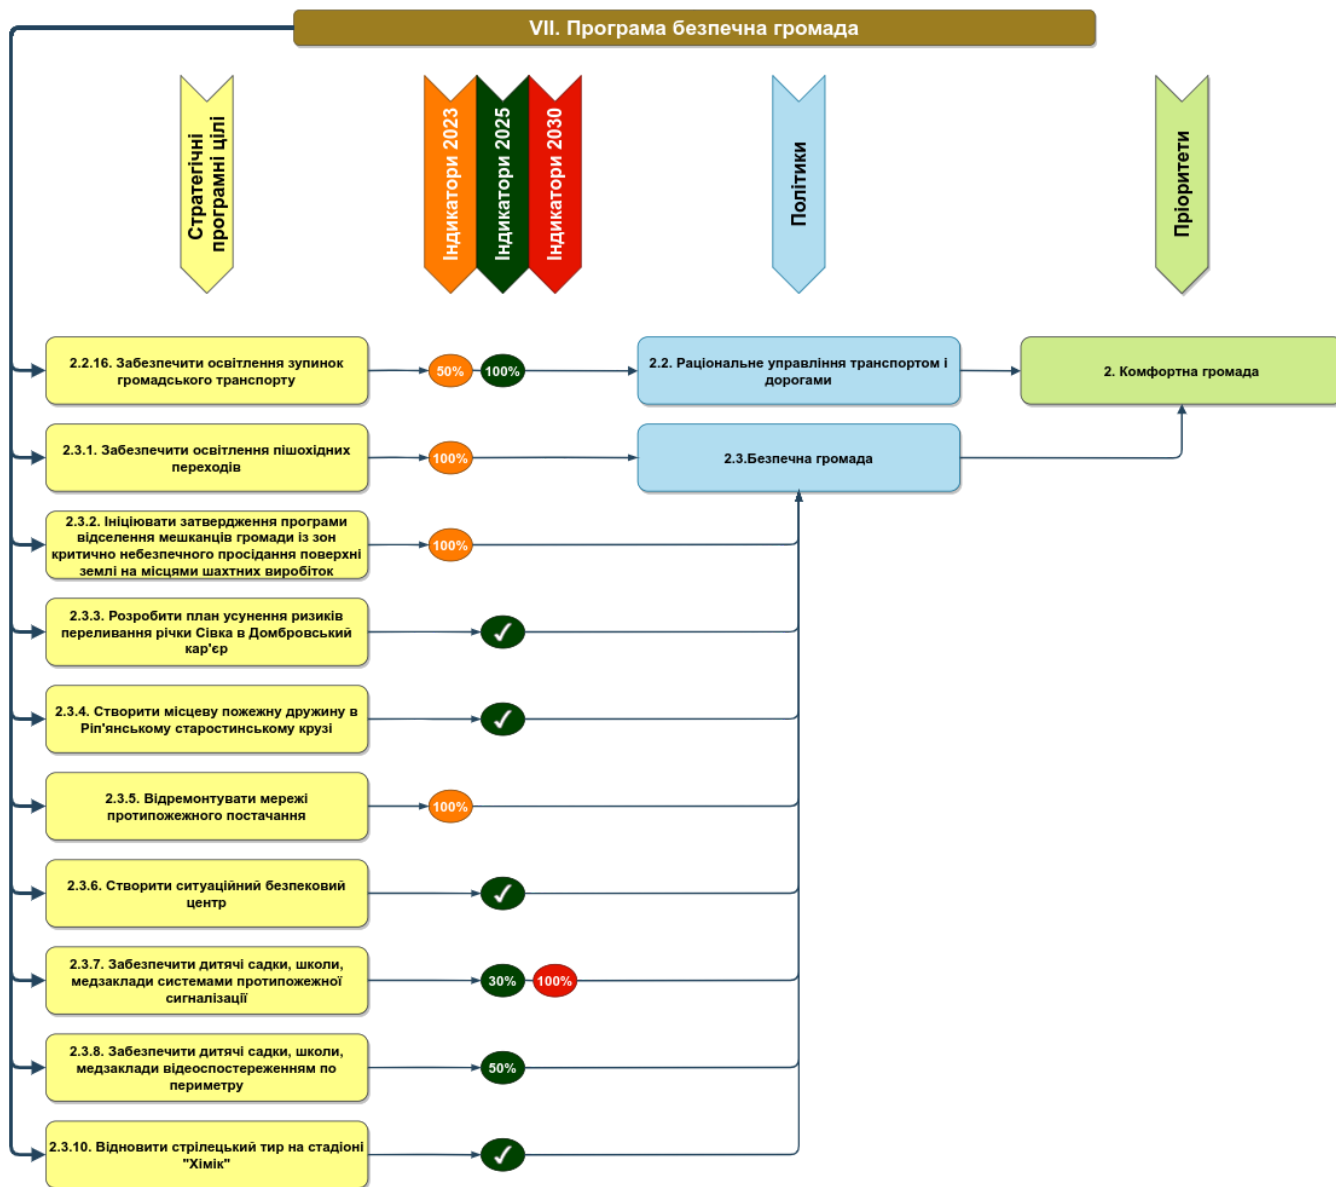 VII. Програма безпечна громада
Стратегічні
програмні цілі
Індикатори 2023
Індикатори 2025
Індикатори 2030
Політики
Пріоритети
2.2.16. Забезпечити освітлення зупинок
громадського транспорту
50%
100%
2.2. Раціональне управління транспортом і
дорогами
2. Комфортна громада
2.3.1. Забезпечити освітлення пішохідних
переходів
100%
2.3.Безпечна громада
2.3.2. Ініціювати затвердження програми
відселення мешканців громади із зон
критично небезпечного просідання поверхні
землі на місцями шахтних виробіток
100%
2.3.3. Розробити план усунення ризиків
переливання річки Сівка в Домбровський
кар'єр
2.3.4. Створити місцеву пожежну дружину в
Ріп'янському старостинському крузі
2.3.5. Відремонтувати мережі
протипожежного постачання
100%
2.3.6. Створити ситуаційний безпековий
центр
2.3.7. Забезпечити дитячі садки, школи,
медзаклади системами протипожежної
сигналізації
30%
100%
2.3.8. Забезпечити дитячі садки, школи,
медзаклади відеоспостереженням по
периметру
50%
2.3.10. Відновити стрілецький тир на стадіоні
"Хімік"